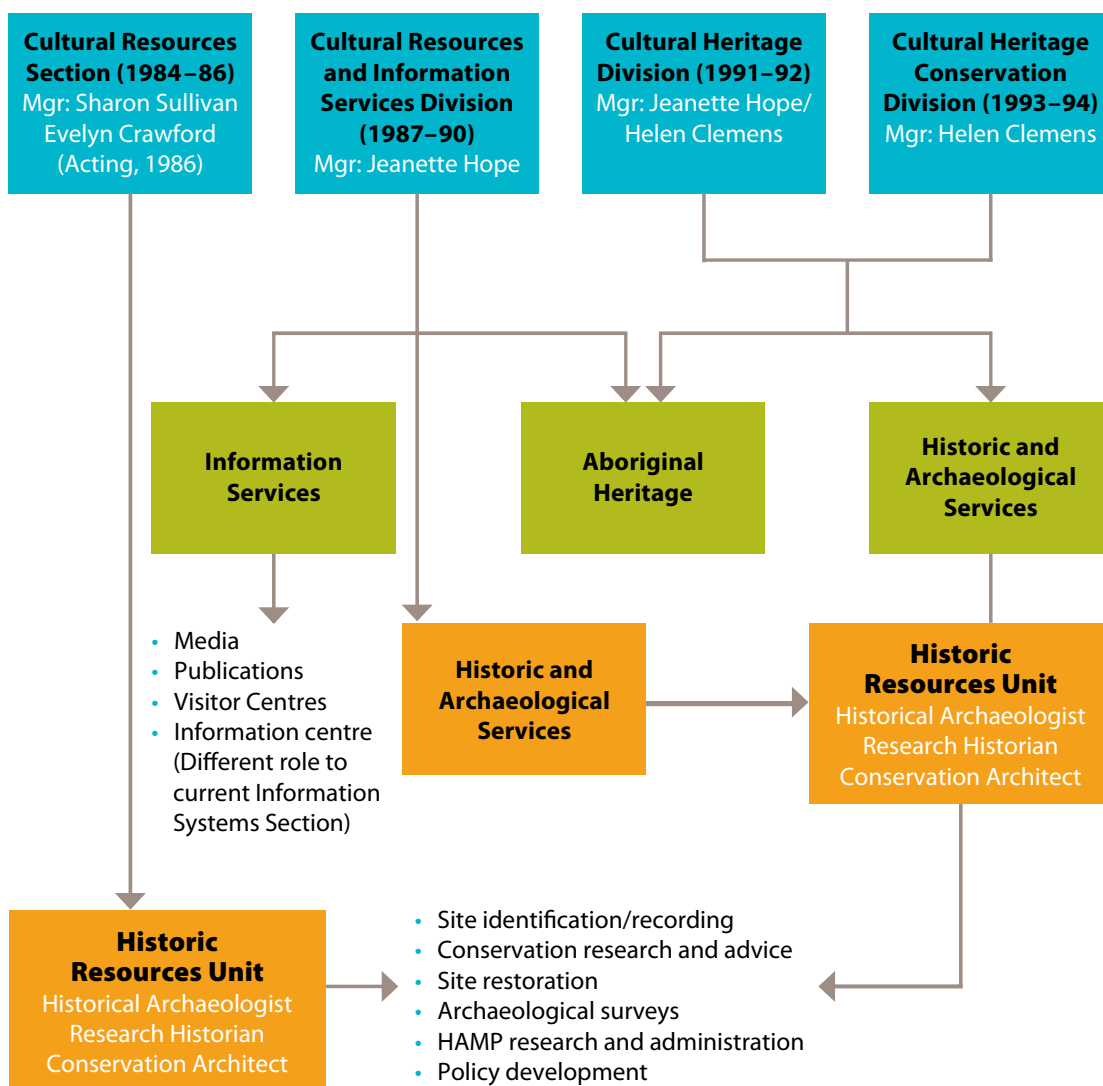 Cultural Resources
Section (1984–86)
Mgr: Sharon Sullivan
Evelyn Crawford
(Acting, 1986)
Cultural Resources
and Information
Services Division
(1987–90)
Mgr: Jeanette Hope
Cultural Heritage
Division (1991–92)
Mgr: Jeanette Hope/
Helen Clemens
Cultural Heritage
Conservation
Division (1993–94)
Mgr: Helen Clemens
Information
Services
Aboriginal
Heritage
Historic and
Archaeological
Services
• Media
• Publications
• Visitor Centres
• Information centre
(Different role to
current Information
Systems Section)
Historic and
Archaeological
Services
Historic
Resources Unit
Historical Archaeologist
Research Historian
Conservation Architect
Historic
Resources Unit
Historical Archaeologist
Research Historian
Conservation Architect
• Site identification/recording
• Conservation research and advice
• Site restoration
• Archaeological surveys
• HAMP research and administration
• Policy development